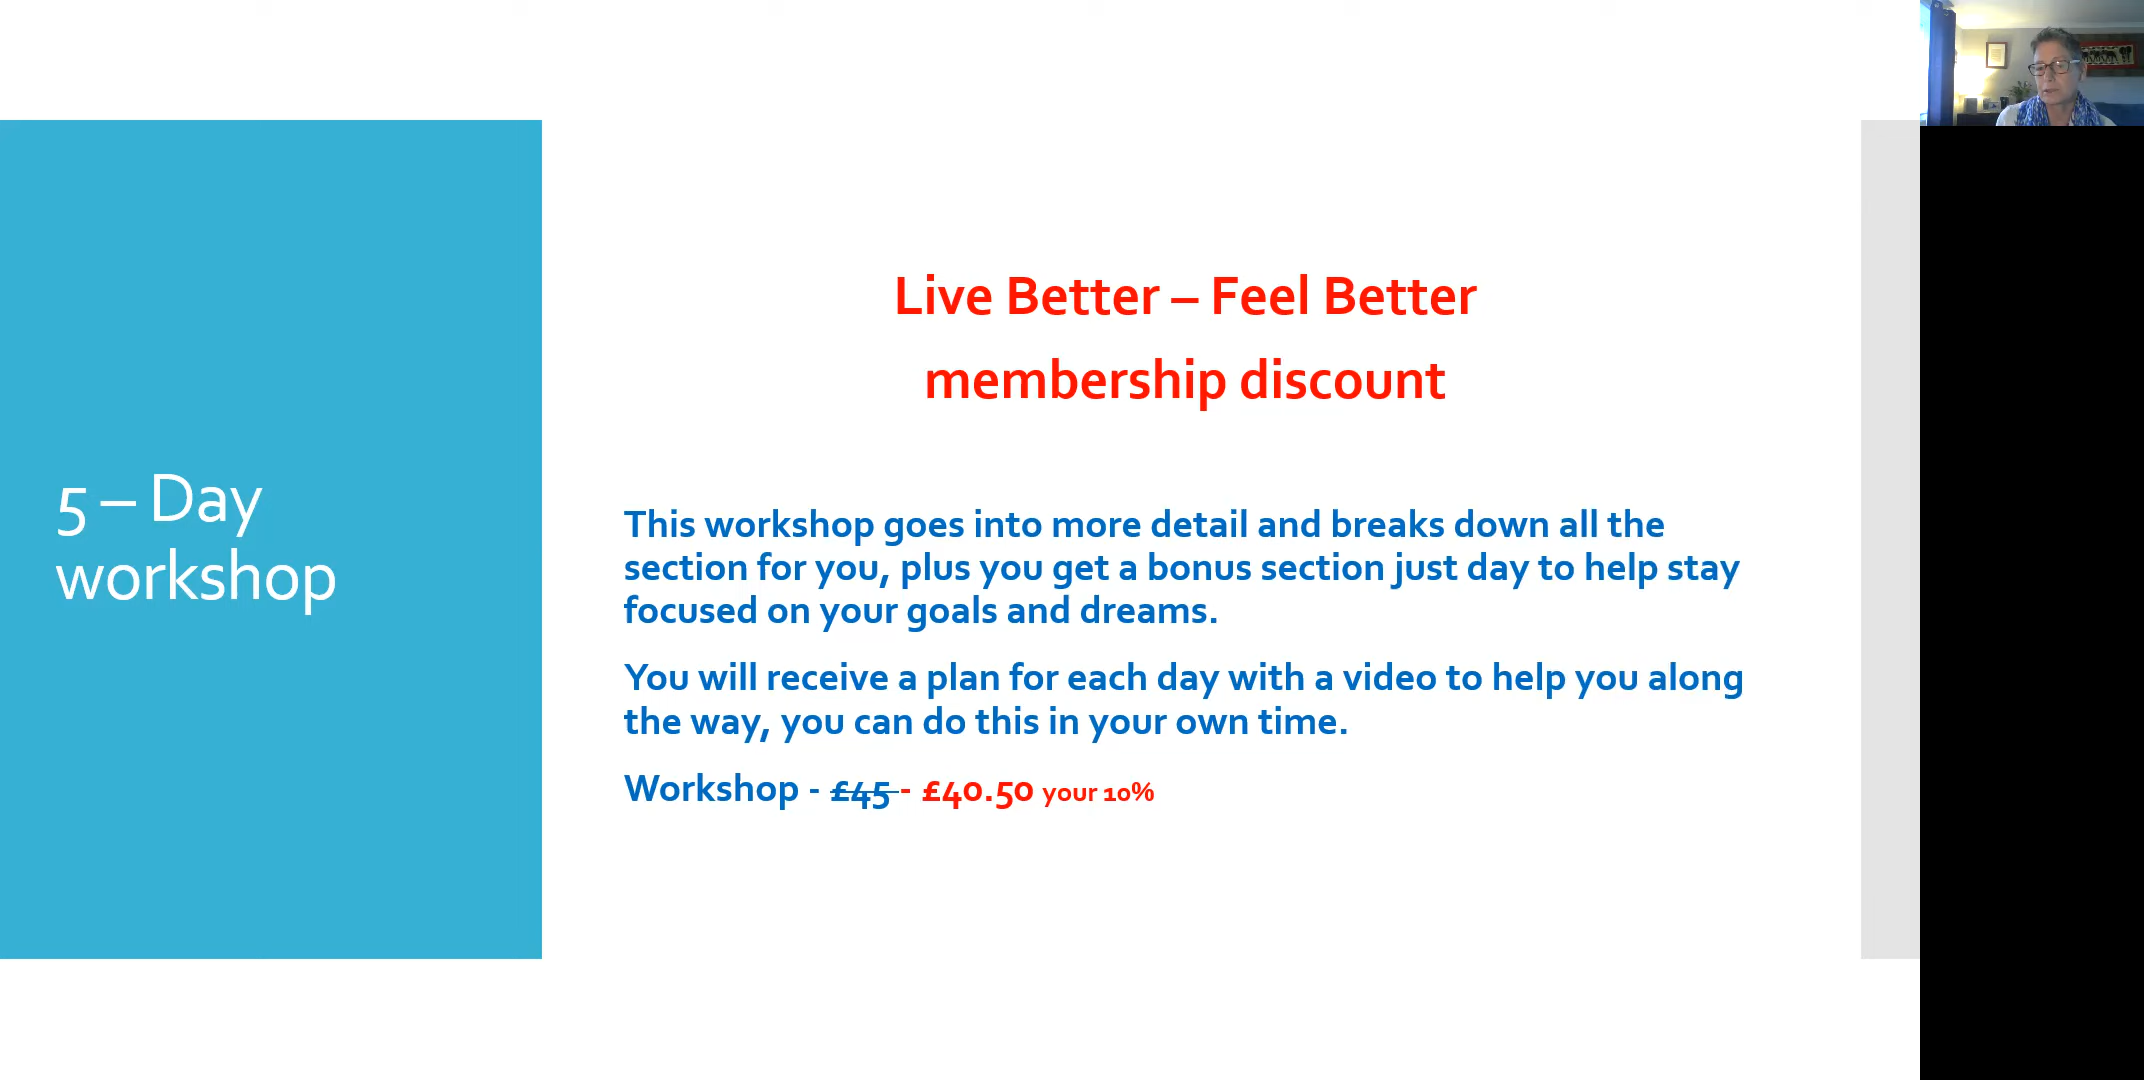 5 – Day
workshop
Live Better – Feel Better
membership discount
This workshop goes into more detail and breaks down all the
section for you, plus you get a bonus section just day to help stay
focused on your goals and dreams.
You will receive a plan for each day with a video to help you along
the way, you can do this in your own time.
Workshop - £45 - £40.50 your 10%